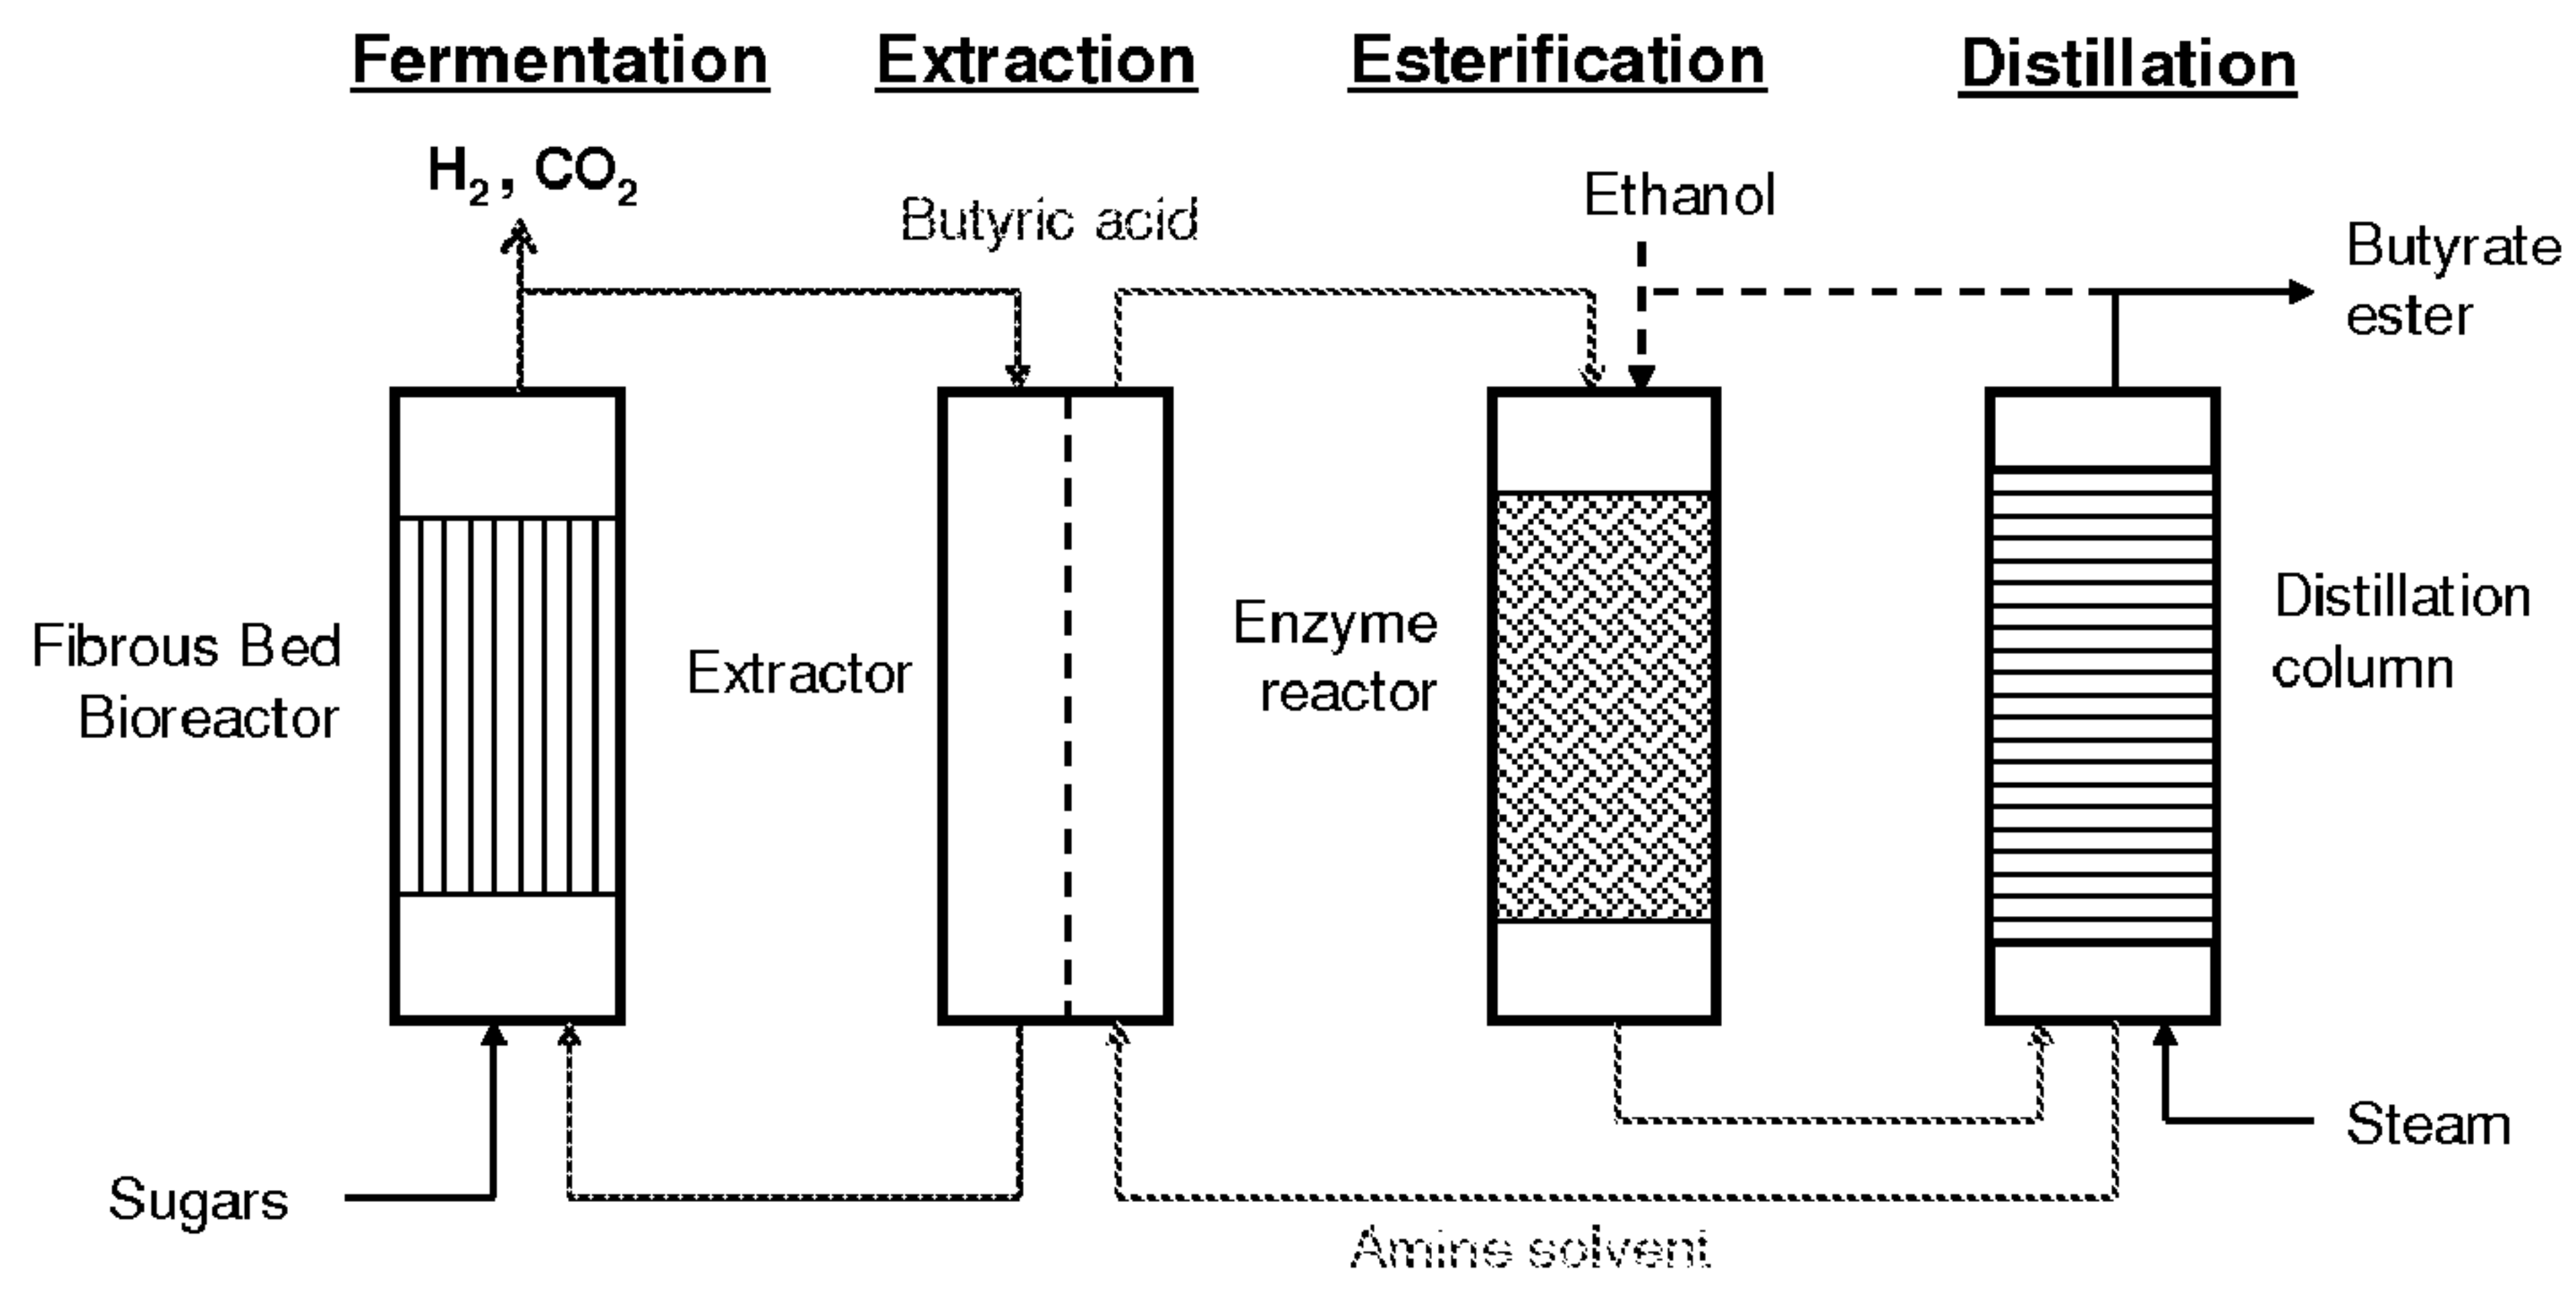 Fermentation
Extraction
Esterification
Distillation
H₂, CO₂
Butyric acid
Ethanol
Butyrate
ester
Fibrous Bed
Bioreactor
Extractor
Enzyme
reactor
Distillation
column
Sugars
Steam
Amine solvent